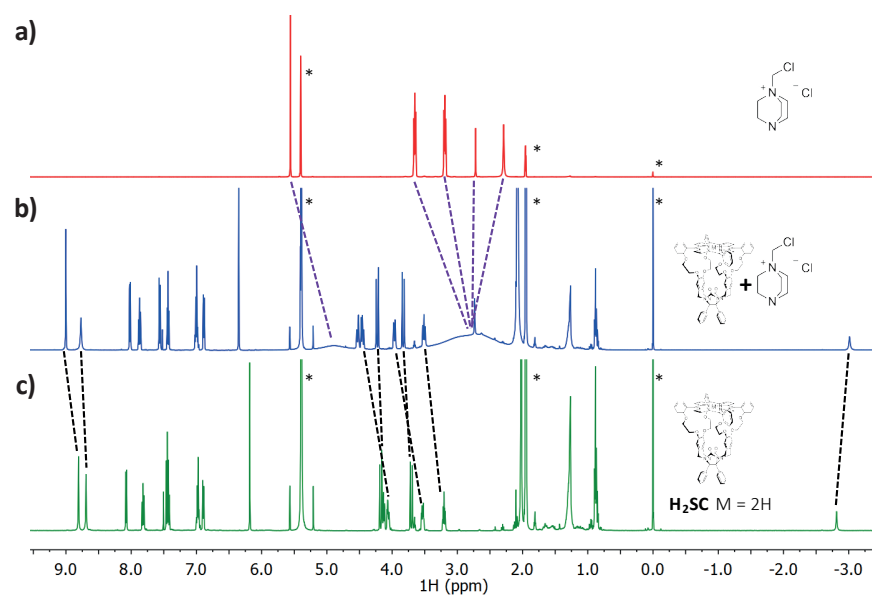 a)
*
*
*
Cl
+
N
− Cl
N
b)
*
*
*
+
Cl
+
N
− Cl
N
c)
*
*
*
H₂SC M = 2H
9.0 8.0 7.0 6.0 5.0 4.0 3.0 2.0 1.0 0.0 -1.0 -2.0 -3.0
1H (ppm)